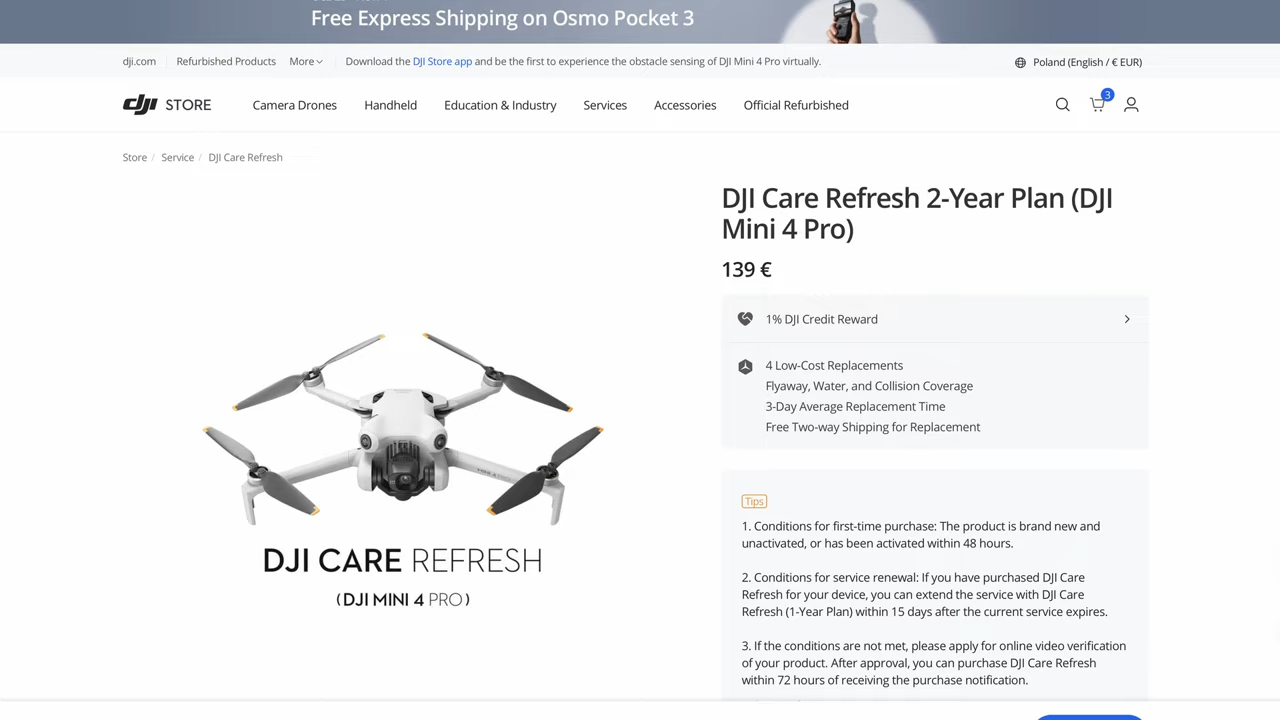 Free Express Shipping on Osmo Pocket 3
dji.com Refurbished Products More Download the DJI Store app and be the first to experience the obstacle sensing of DJI Mini 4 Pro virtually. Poland (English / € EUR)
dji STORE Camera Drones Handheld Education & Industry Services Accessories Official Refurbished 3
Store / Service / DJI Care Refresh
DJI Care Refresh 2-Year Plan (DJI
Mini 4 Pro)
139 €
1% DJI Credit Reward
4 Low-Cost Replacements
Flyaway, Water, and Collision Coverage
3-Day Average Replacement Time
Free Two-way Shipping for Replacement
DJI CARE REFRESH
(DJI MINI 4 PRO)
Tips
1. Conditions for first-time purchase: The product is brand new and
unactivated, or has been activated within 48 hours.
2. Conditions for service renewal: If you have purchased DJI Care
Refresh for your device, you can extend the service with DJI Care
Refresh (1-Year Plan) within 15 days after the current service expires.
3. If the conditions are not met, please apply for online video verification
of your product. After approval, you can purchase DJI Care Refresh
within 72 hours of receiving the purchase notification.